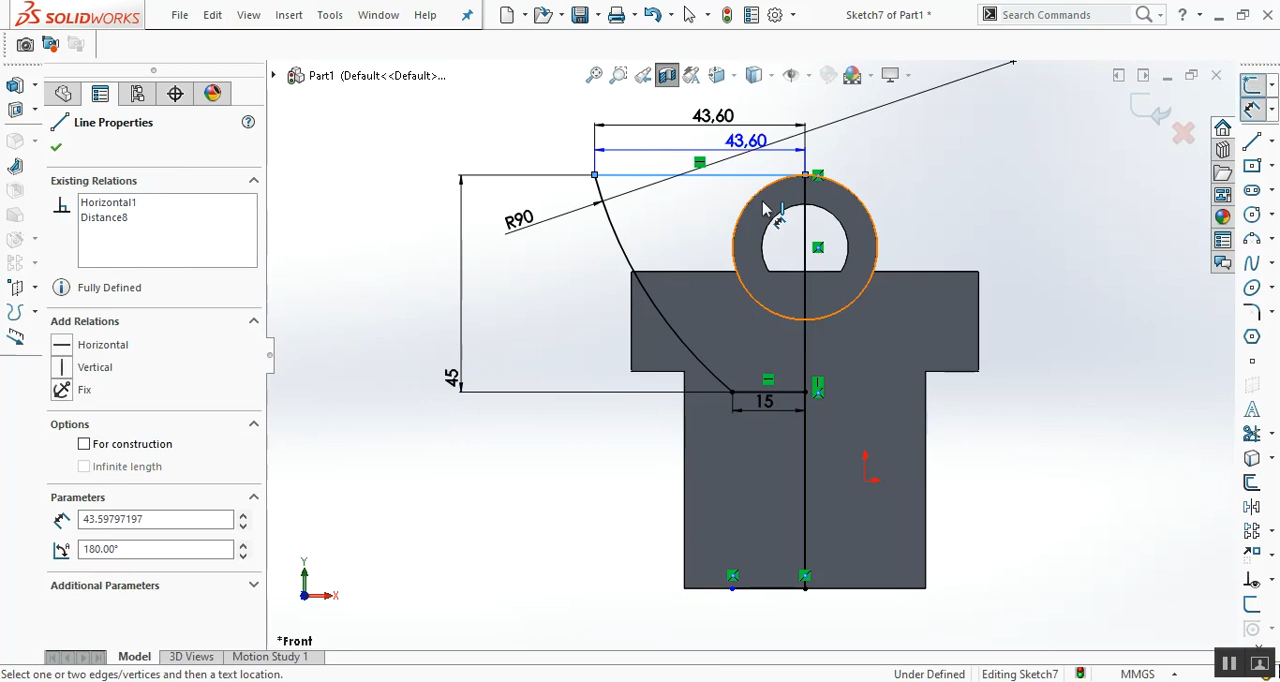 DS SOLIDWORKS
File Edit View Insert Tools Window Help
Sketch7 of Part1 *
Search Commands
?
Part1 (Default<<Default>...
Line Properties
Existing Relations
Horizontal1
Distance8
Fully Defined
Add Relations
Horizontal
Vertical
Fix
Options
For construction
Infinite length
Parameters
43.59797197
180.00°
Additional Parameters
43,60
43,60
R90
45
15
Y
X
*Front
Model 3D Views Motion Study 1
Select one or two edges/vertices and then a text location.
Under Defined Editing Sketch7 MMGS